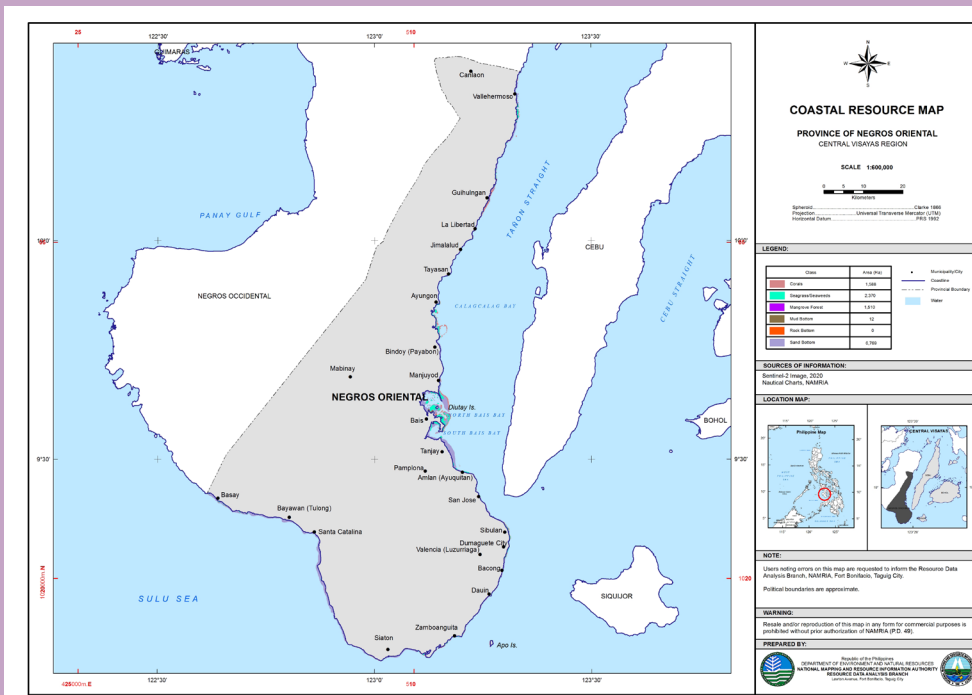 25
122°30'
123°0'
510
123°30'
GUIMARAS
Canlaon
Vallehermoso
Guihulngan
TAÑON STRAIGHT
PANAY GULF
La Libertad
Jimalalud
CEBU
Tayasan
CEBU STRAIGHT
NEGROS OCCIDENTAL
Ayungon
CALAGCALAG BAY
Bindoy (Payabon)
Mabinay
Manjuyod
NEGROS ORIENTAL
Diutay Is.
NORTH BAIS BAY
Bais
BOHOL
SOUTH BAIS BAY
Tanjay
9°30'
9°30'
Pamplona
Amlan (Ayuquitan)
Basay
San Jose
Bayawan (Tulong)
Santa Catalina
Sibulan
Dumaguete City
Valencia (Luzurriaga)
Bacong
1020
Dauin
SIQUIJOR
SULU SEA
Zamboanguita
Siaton
Apo Is.
122°30'
123°0'
123°30'
510
COASTAL RESOURCE MAP
PROVINCE OF NEGROS ORIENTAL
CENTRAL VISAYAS REGION
SCALE 1:600,000
0 5 10 20
Kilometers
Spheroid Clarke 1866
Projection Universal Transverse Mercator (UTM)
Horizontal Datum PRS 1992
LEGEND:
Class Area (Ha)
Corals
Seagrass/Seaweeds
Mangrove Forest
Mud Bottom 12
Rock Bottom
Sand Bottom
Municipality/City
Coastline
Provincial Boundary
Water
SOURCES OF INFORMATION:
Sentinel-2 Image, 2020
Nautical Charts, NAMRIA
LOCATION MAP:
Philippine Map
CENTRAL VISAYAS
NOTE:
Users noting errors on this map are requested to inform the Resource Data
Analysis Branch, NAMRIA, Fort Bonifacio, Taguig City.
Political boundaries are approximate.
WARNING:
Resale and/or reproduction of this map in any form for commercial purposes is
prohibited without prior authorization of NAMRIA (P.D. 49).
PREPARED BY:
Republic of the Philippines
DEPARTMENT OF ENVIRONMENT AND NATURAL RESOURCES
NATIONAL MAPPING AND RESOURCE INFORMATION AUTHORITY
RESOURCE DATA ANALYSIS BRANCH
Lawton Avenue, Fort Bonifacio, Taguig City